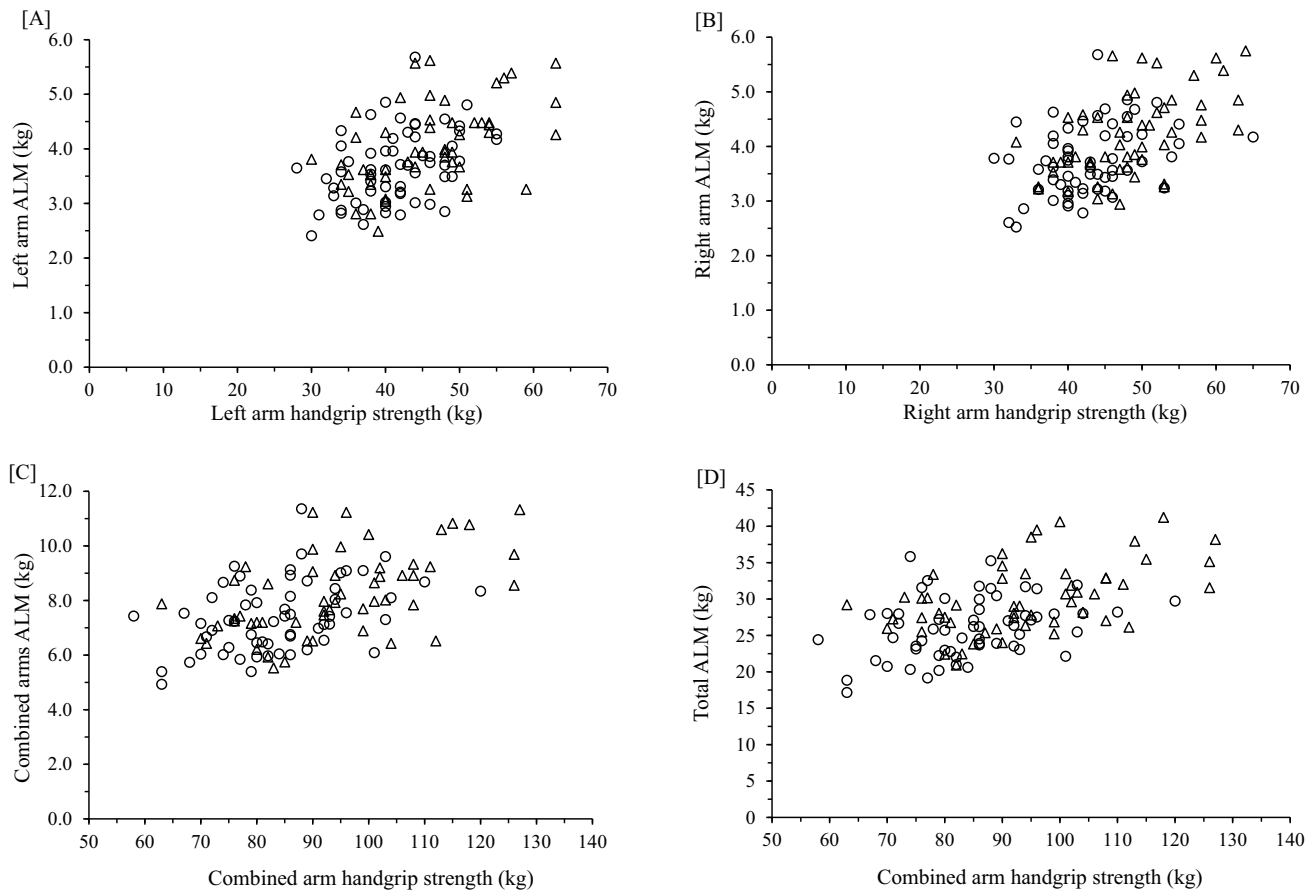 [A]
6.0
5.0
4.0
3.0
2.0
1.0
0.0
Left arm ALM (kg)
0 10 20 30 40 50 60 70
Left arm handgrip strength (kg)
[B]
6.0
5.0
4.0
3.0
2.0
1.0
0.0
Right arm ALM (kg)
0 10 20 30 40 50 60 70
Right arm handgrip strength (kg)
[C]
12.0
10.0
8.0
6.0
4.0
2.0
0.0
Combined arms ALM (kg)
50 60 70 80 90 100 110 120 130 140
Combined arm handgrip strength (kg)
[D]
45
40
35
30
25
20
15
10
5
0
Total ALM (kg)
50 60 70 80 90 100 110 120 130 140
Combined arm handgrip strength (kg)